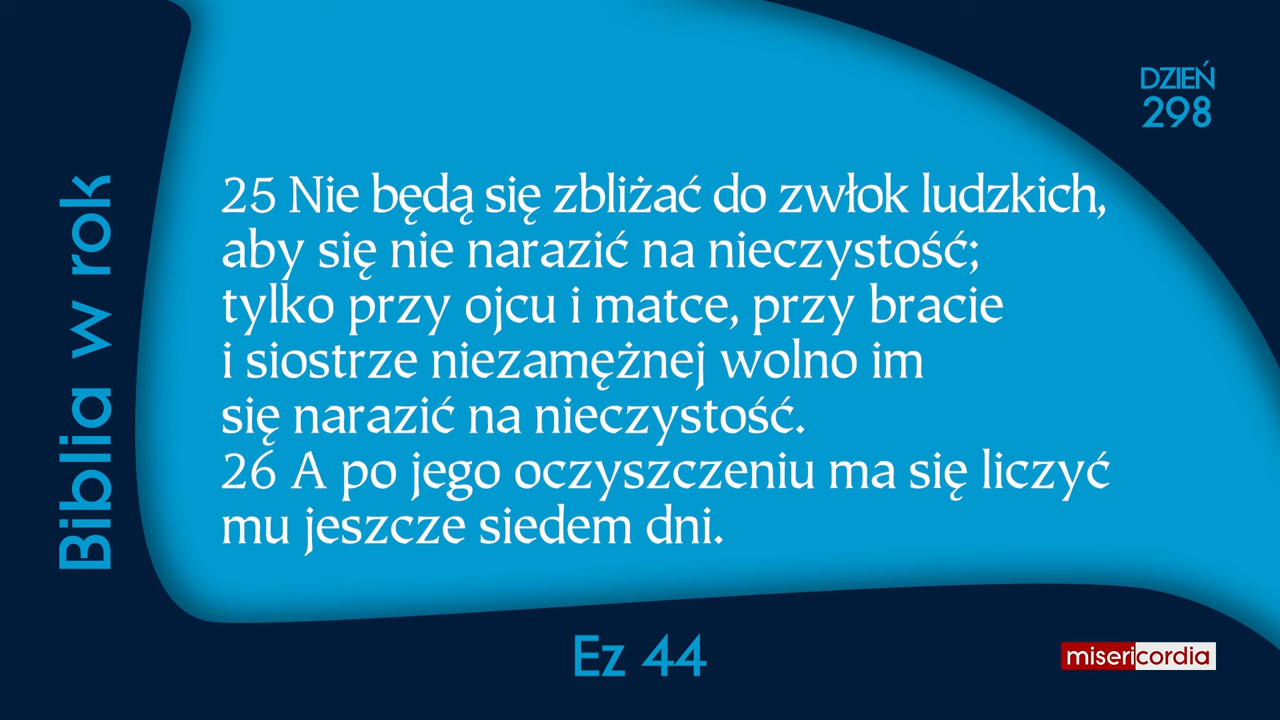 DZIEŃ
298
Biblia w rok
25 Nie będą się zbliżać do zwłok ludzkich,
aby się nie narazić na nieczystość;
tylko przy ojcu i matce, przy bracie
i siostrze niezamężnej wolno im
się narazić na nieczystość.
26 A po jego oczyszczeniu ma się liczyć
mu jeszcze siedem dni.
Ez 44
misericordia